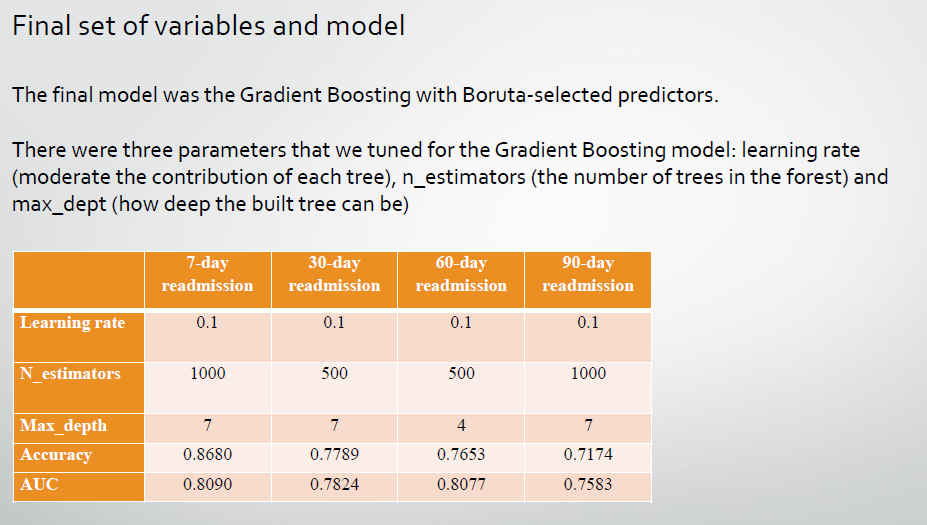 Final set of variables and model
The final model was the Gradient Boosting with Boruta-selected predictors.
There were three parameters that we tuned for the Gradient Boosting model: learning rate
(moderate the contribution of each tree), n_estimators (the number of trees in the forest) and
max_dept (how deep the built tree can be)
7-day readmission 30-day readmission 60-day readmission 90-day readmission
Learning rate 0.1 0.1 0.1 0.1
N_estimators 1000 500 500 1000
Max_depth 7 7 4 7
Accuracy 0.8680 0.7789 0.7653 0.7174
AUC 0.8090 0.7824 0.8077 0.7583